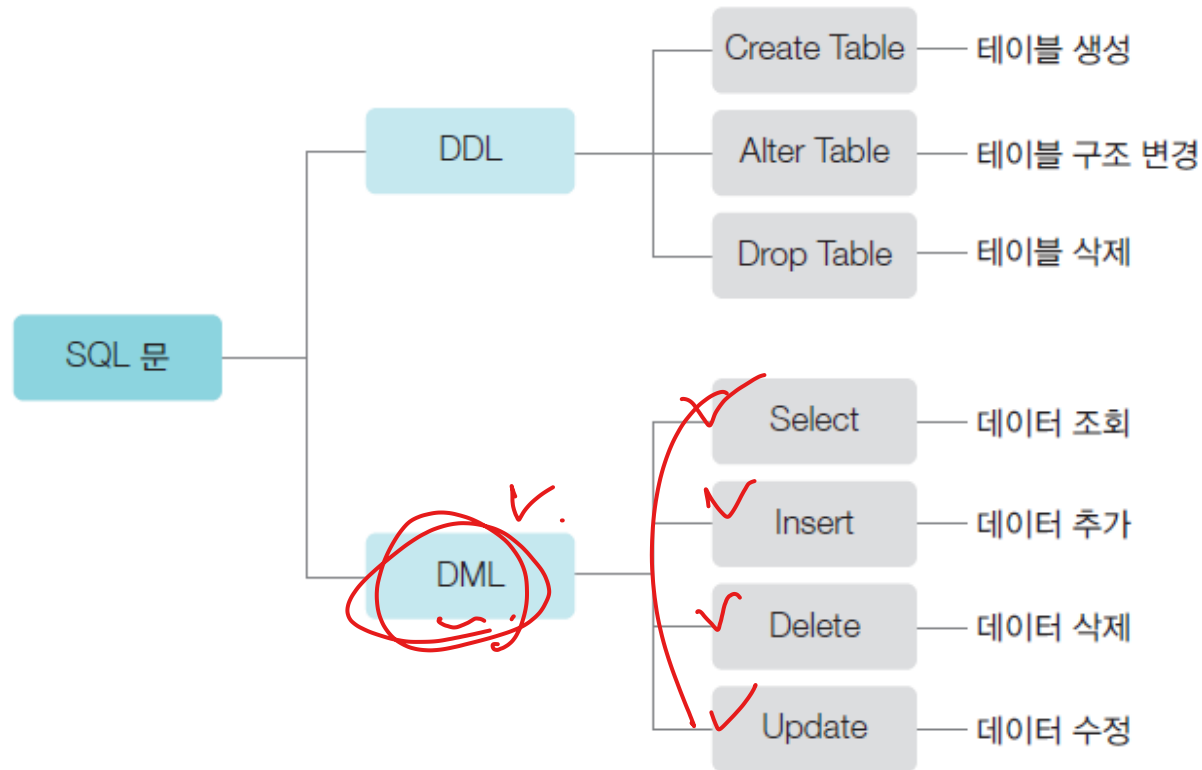 Create Table 테이블 생성
DDL
Alter Table 테이블 구조 변경
Drop Table 테이블 삭제
SQL 문
Select 데이터 조회
Insert 데이터 추가
DML
Delete 데이터 삭제
Update 데이터 수정